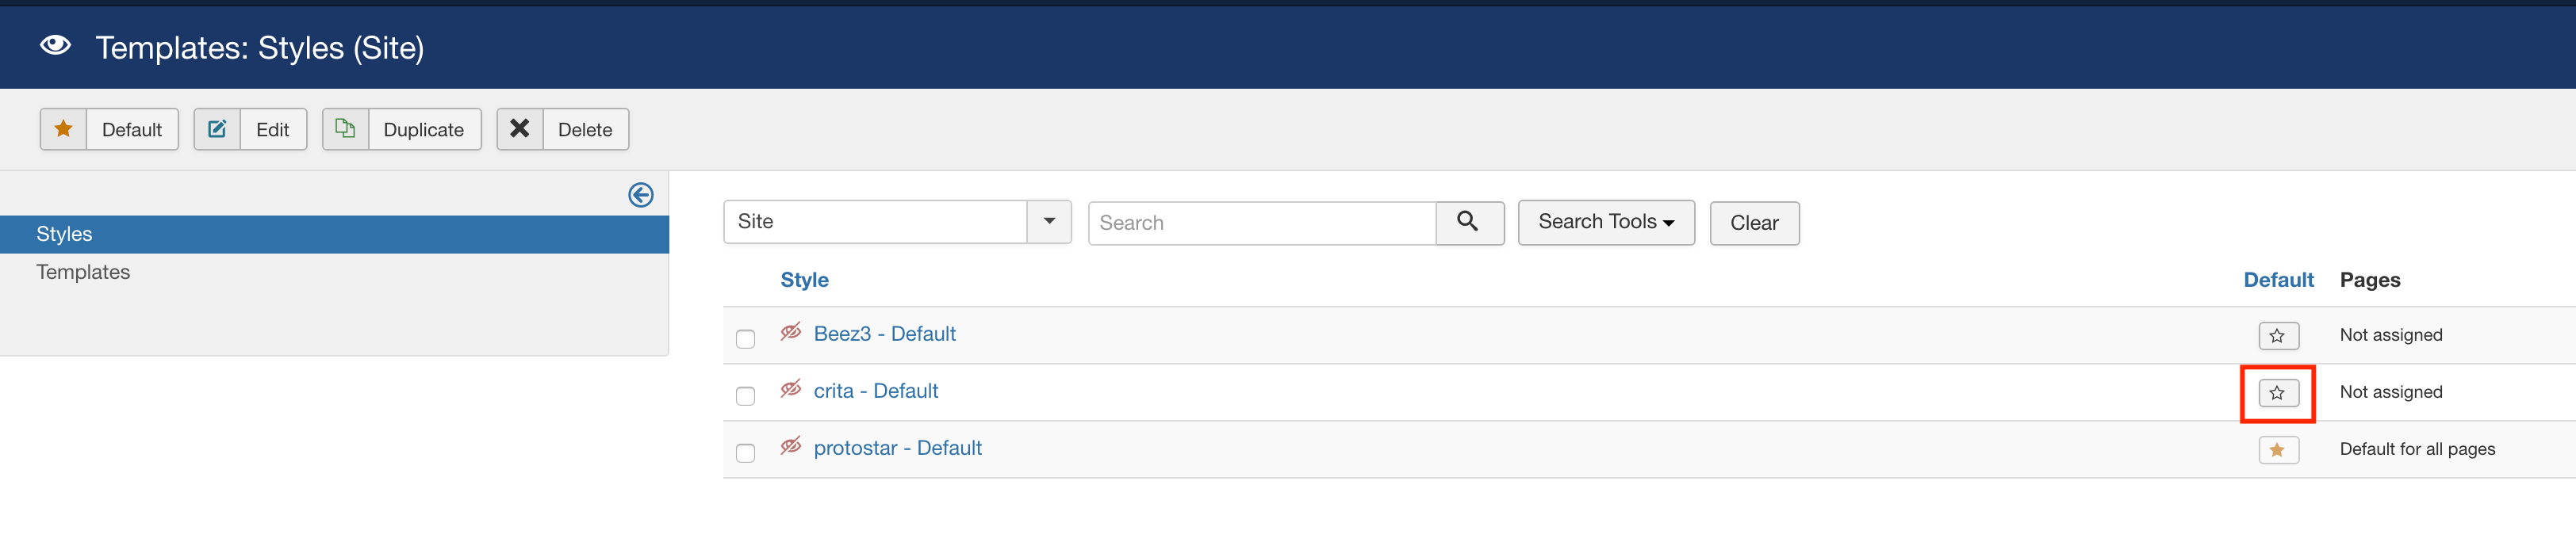 Templates: Styles (Site)
Default Edit Duplicate Delete
Styles
Templates
Site Search Search Tools Clear
Style Default Pages
Beez3 - Default Not assigned
crita - Default Not assigned
protostar - Default Default for all pages